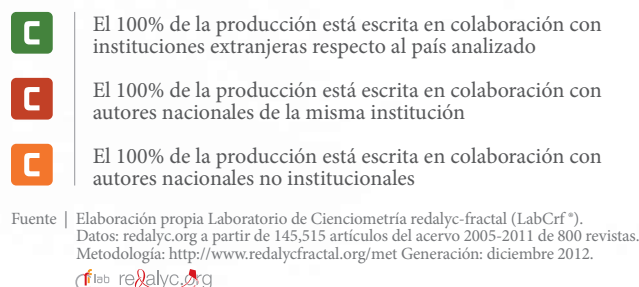 C
El 100% de la producción está escrita en colaboración con
instituciones extranjeras respecto al país analizado
C
El 100% de la producción está escrita en colaboración con
autores nacionales de la misma institución
C
El 100% de la producción está escrita en colaboración con
autores nacionales no institucionales
Fuente | Elaboración propia Laboratorio de Cienciometría redalyc-fractal (LabCrf ®).
Datos: redalyc.org a partir de 145,515 artículos del acervo 2005-2011 de 800 revistas.
Metodología: http://www.redalycfractal.org/met Generación: diciembre 2012.
lab redalyc.org